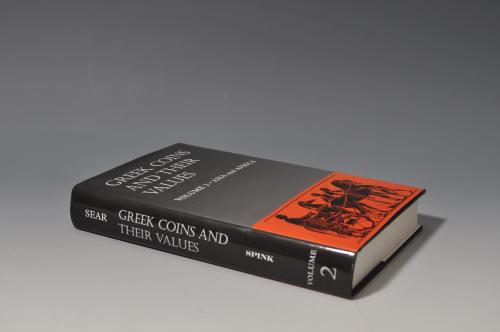 GREEK COINS
AND THEIR
VALUES
VOLUME 2 - ASIA AND AFRICA
SEAR
GREEK COINS AND
THEIR VALUES
SPINK
VOLUME
2